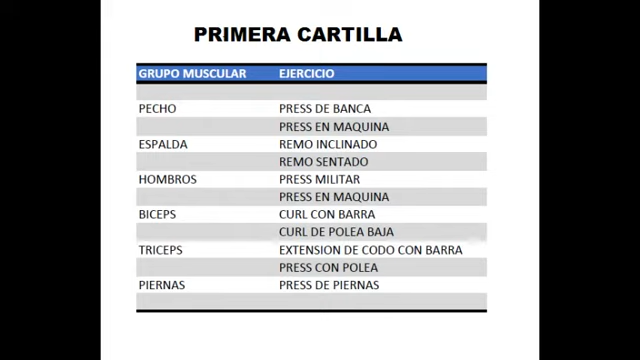 PRIMERA CARTILLA
GRUPO MUSCULAR EJERCICIO
PECHO PRESS DE BANCA
PRESS EN MAQUINA
ESPALDA REMO INCLINADO
REMO SENTADO
HOMBROS PRESS MILITAR
PRESS EN MAQUINA
BICEPS CURL CON BARRA
CURL DE POLEA BAJA
TRICEPS EXTENSION DE CODO CON BARRA
PRESS CON POLEA
PIERNAS PRESS DE PIERNAS